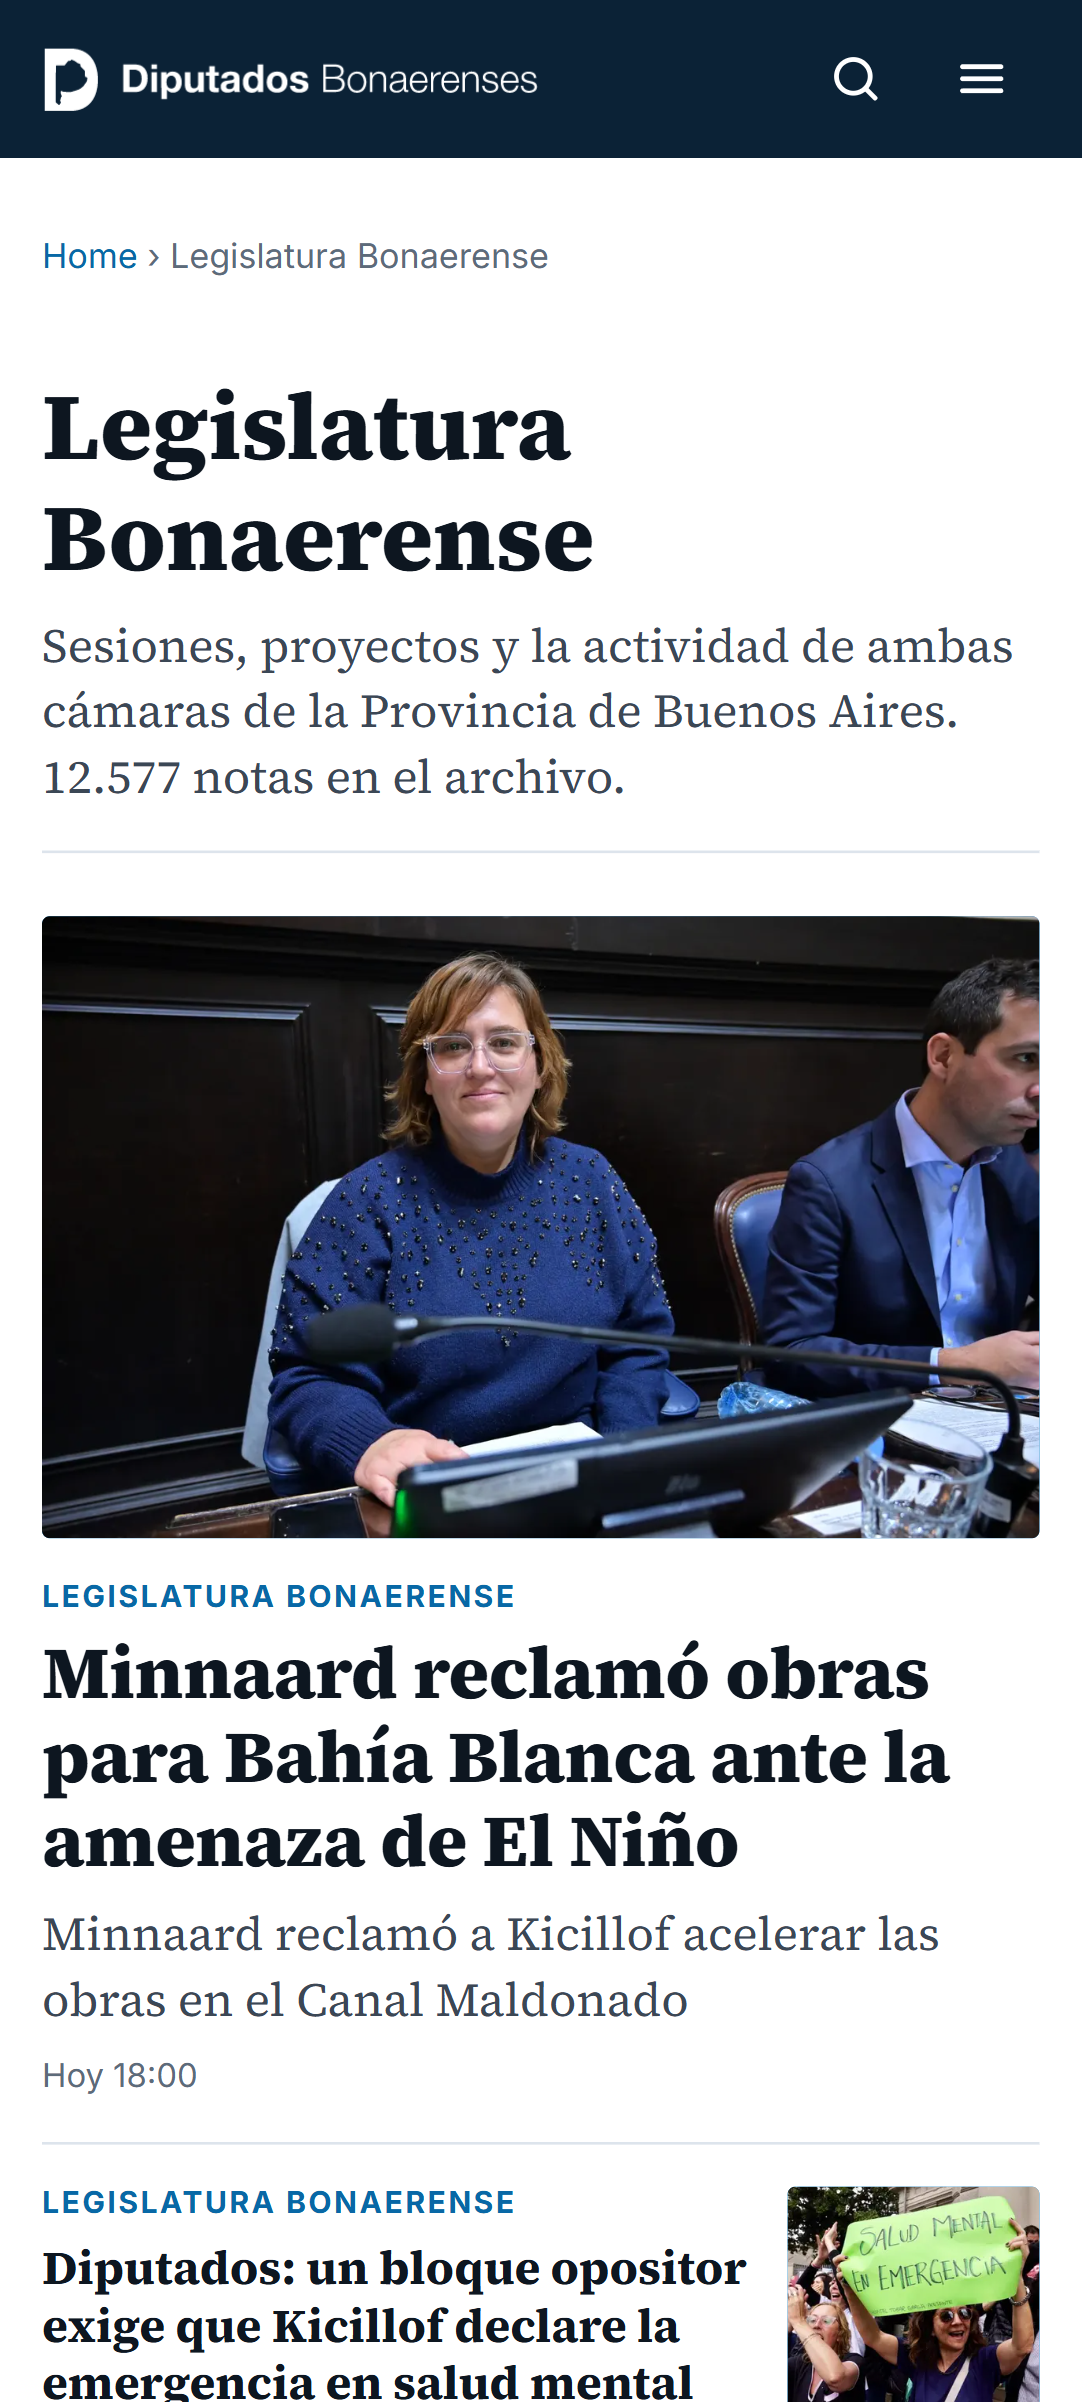 Diputados Bonaerenses
Home › Legislatura Bonaerense
Legislatura
Bonaerense
Sesiones, proyectos y la actividad de ambas
cámaras de la Provincia de Buenos Aires.
12.577 notas en el archivo.
LEGISLATURA BONAERENSE
Minnaard reclamó obras
para Bahía Blanca ante la
amenaza de El Niño
Minnaard reclamó a Kicillof acelerar las
obras en el Canal Maldonado
Hoy 18:00
LEGISLATURA BONAERENSE
Diputados: un bloque opositor
exige que Kicillof declare la
emergencia en salud mental
SALUD MENTAL
EN EMERGENCIA